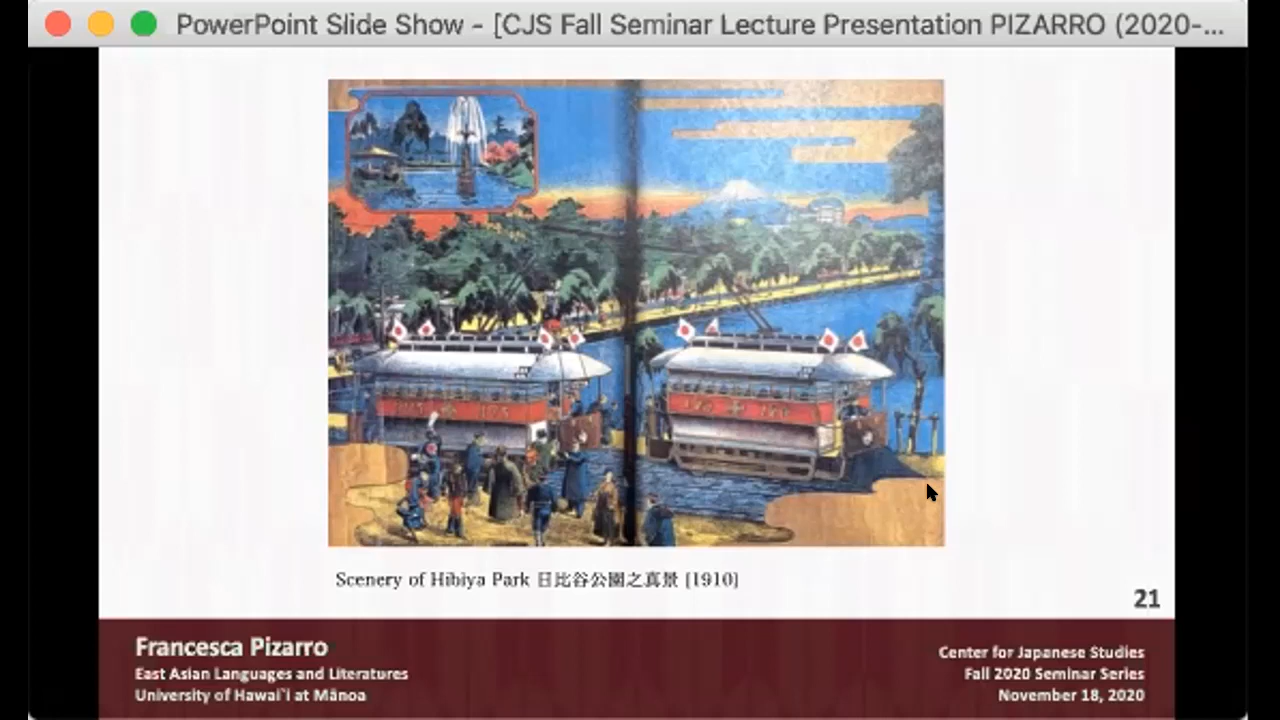 PowerPoint Slide Show - [CJS Fall Seminar Lecture Presentation PIZARRO (2020-...
Scenery of Hibiya Park 日比谷公園之真景 [1910]
21
Francesca Pizarro
East Asian Languages and Literatures
University of Hawai`i at Mānoa
Center for Japanese Studies
Fall 2020 Seminar Series
November 18, 2020